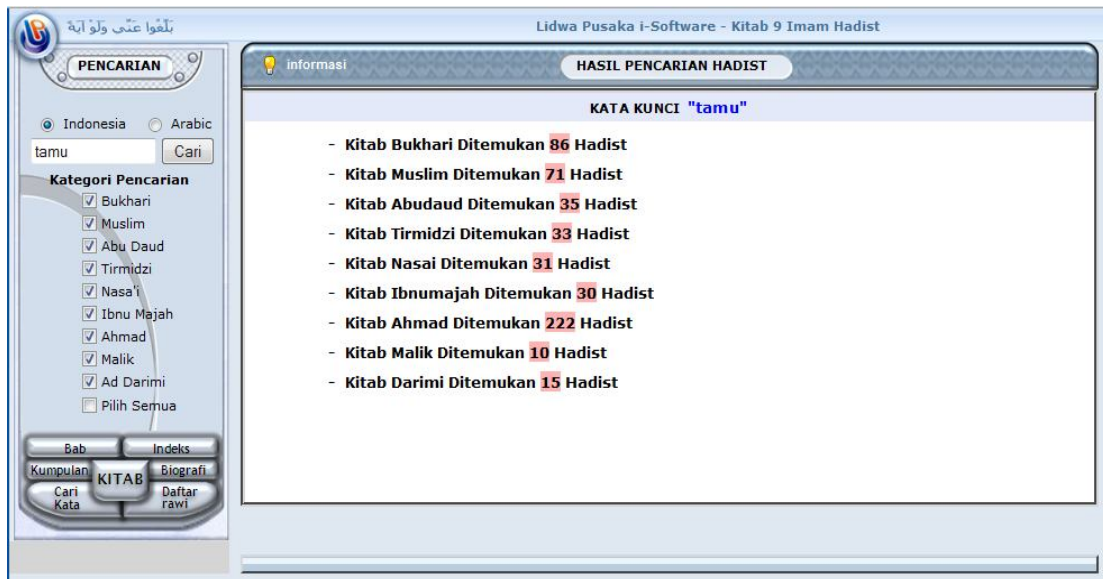 بَلِّغُوا عَنِّى وَلَوْ آيَةً
Lidwa Pusaka i-Software - Kitab 9 Imam Hadist
PENCARIAN
Indonesia
Arabic
tamu
Cari
Kategori Pencarian
Bukhari
Muslim
Abu Daud
Tirmidzi
Nasa'i
Ibnu Majah
Ahmad
Malik
Ad Darimi
Pilih Semua
Bab
Indeks
Kumpulan
KITAB
Biografi
Cari
Kata
Daftar
rawi
informasi
HASIL PENCARIAN HADIST
KATA KUNCI "tamu"
- Kitab Bukhari Ditemukan 86 Hadist
- Kitab Muslim Ditemukan 71 Hadist
- Kitab Abudaud Ditemukan 35 Hadist
- Kitab Tirmidzi Ditemukan 33 Hadist
- Kitab Nasai Ditemukan 31 Hadist
- Kitab Ibnumajah Ditemukan 30 Hadist
- Kitab Ahmad Ditemukan 222 Hadist
- Kitab Malik Ditemukan 10 Hadist
- Kitab Darimi Ditemukan 15 Hadist